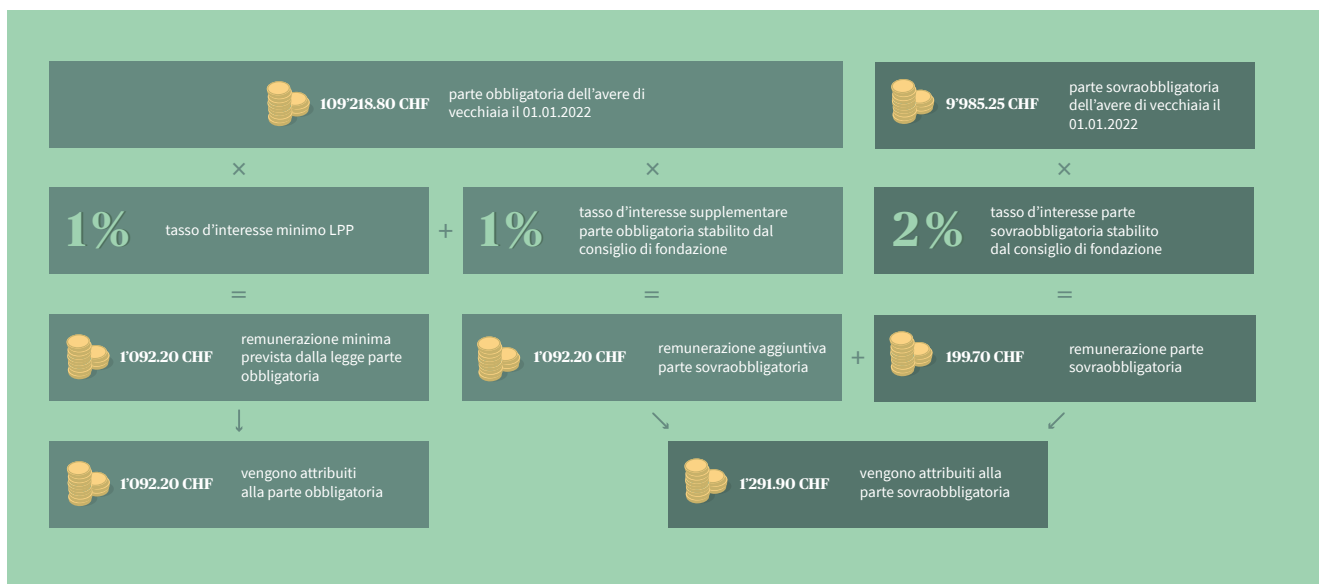 109'218.80 CHF
parte obbligatoria dell'avere di
vecchiaia il 01.01.2022
9'985.25 CHF
parte sovraobbligatoria
dell'avere di vecchiaia il
01.01.2022
×
×
×
1%
tasso d'interesse minimo LPP
+
1%
tasso d'interesse supplementare
parte obbligatoria stabilito dal
consiglio di fondazione
2%
tasso d'interesse parte
sovraobbligatoria stabilito
dal consiglio di fondazione
=
=
=
1'092.20 CHF
remunerazione minima
prevista dalla legge parte
obbligatoria
1'092.20 CHF
remunerazione aggiuntiva
parte sovraobbligatoria
+
199.70 CHF
remunerazione parte
sovraobbligatoria
1'092.20 CHF
vengono attribuiti
alla parte obbligatoria
1'291.90 CHF
vengono attribuiti alla
parte sovraobbligatoria